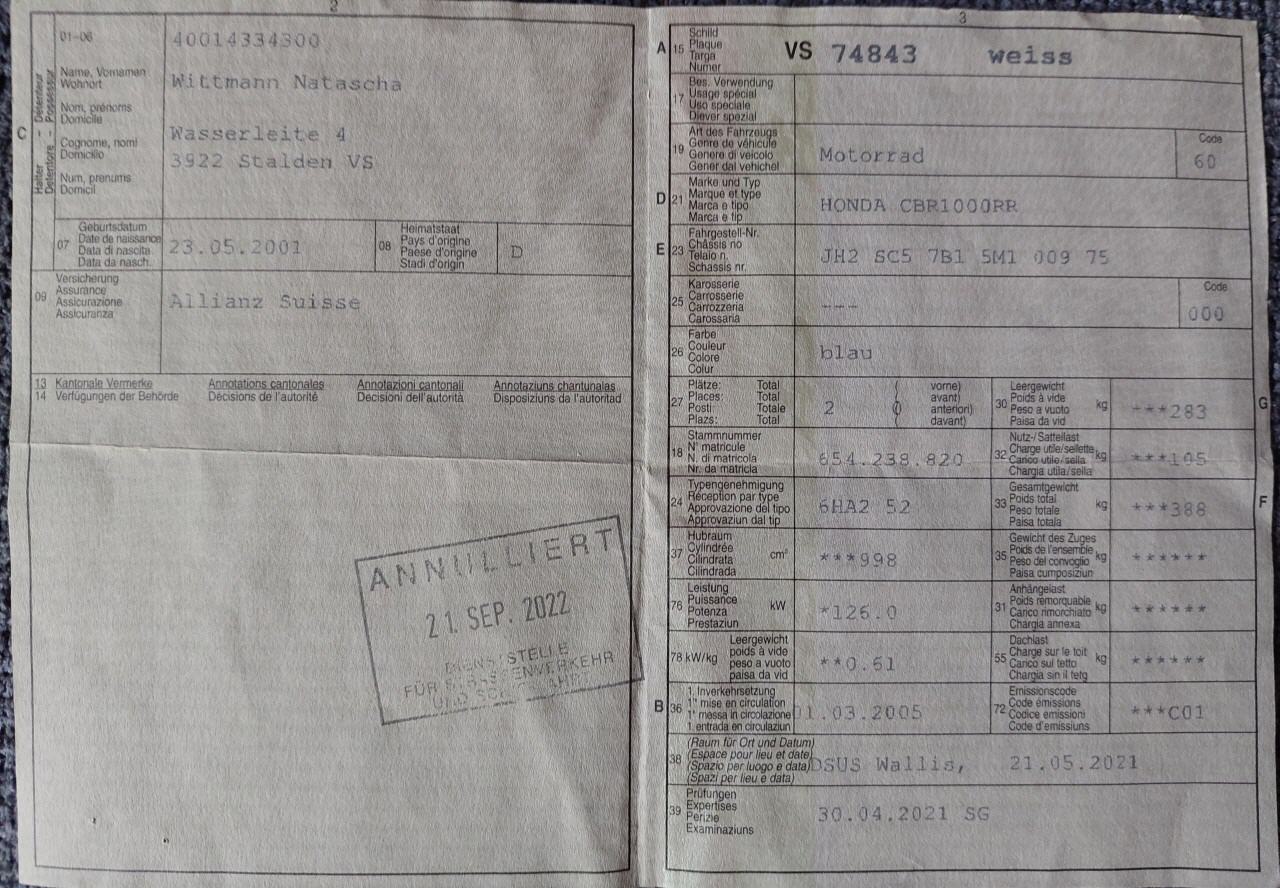 2
C
Halter - Détenteur
Detentore - Possessur
01-06
40014334300
Name, Vornamen
Wohnort
Wittmann Natascha
Nom, prénoms
Domicile
Cognome, nomi
Domicilio
Wasserleite 4
3922 Stalden VS
Num, prenums
Domicil
07
Geburtsdatum
Date de naissance
Data di nascita
Data da nasch.
23.05.2001
08
Heimatstaat
Pays d'origine
Paese d'origine
Stadi d'origin
D
09
Versicherung
Assurance
Assicurazione
Assicuranza
Allianz Suisse
13 Kantonale Vermerke Annotations cantonales Annotazioni cantonali Annotaziuns chantunalas
14 Verfügungen der Behörde Décisions de l'autorité Decisioni dell'autorità Disposiziuns da l'autoritad
ANNULLIERT
21. SEP. 2022
DIENSTSTELLE
FÜR STRASSENVERKEHR
UND
3
A 15
Schild
Plaque
Targa
Numer
VS 74843 weiss
17
Bes. Verwendung
Usage spécial
Uso speciale
Diever spezial
19
Art des Fahrzeugs
Genre de véhicule
Genere di veicolo
Gener dal vehichel
Motorrad
Code
60
D 21
Marke und Typ
Marque et type
Marca e tipo
Marca e tip
HONDA CBR1000RR
E 23
Fahrgestell-Nr.
Châssis no
Telaio n.
Schassis nr.
JH2 SC5 7B1 5M1 009 75
25
Karosserie
Carrosserie
Carrozzeria
Carossaria
---
Code
000
26
Farbe
Couleur
Colore
Colur
blau
27
Plätze: Total
Places: Total
Posti: Totale
Plazs: Total
2
( vorne)
( avant)
0 anteriori)
( davant)
30
Leergewicht
Poids à vide
Peso a vuoto
Paisa da vid
kg
***283
G
18
Stammnummer
N° matricule
N. di matricola
Nr. da matricla
654.238.820
32
Nutz-/Sattellast
Charge utile/sellette
Carico utile/sella
Chargia utila/sella
kg
***105
24
Typengenehmigung
Réception par type
Approvazione del tipo
Approvaziun dal tip
6HA2 52
33
Gesamtgewicht
Poids total
Peso totale
Paisa totala
kg
***388
F
37
Hubraum
Cylindrée
Cilindrata
Cilindrada
cm³
***998
35
Gewicht des Zuges
Poids de l'ensemble
Peso del convoglio
Paisa cumposiziun
kg
******
76
Leistung
Puissance
Potenza
Prestaziun
kW
*126.0
31
Anhängelast
Poids remorquable
Carico rimorchiato
Chargia annexa
kg
******
78 kW/kg
Leergewicht
poids à vide
peso a vuoto
paisa da vid
**0.51
55
Dachlast
Charge sur le toit
Carico sul tetto
Chargia sin il tetg
kg
******
B 36
1. Inverkehrsetzung
1re mise en circulation
1a messa in circolazione
1. entrada en circulaziun
01.03.2005
72
Emissionscode
Code émissions
Codice emissioni
Code d'emissiuns
***C01
38
(Raum für Ort und Datum)
(Espace pour lieu et date)
(Spazio per luogo e data)
(Spazi per lieu e data)
DSUS Wallis, 21.05.2021
39
Prüfungen
Expertises
Perizie
Examinaziuns
30.04.2021 SG